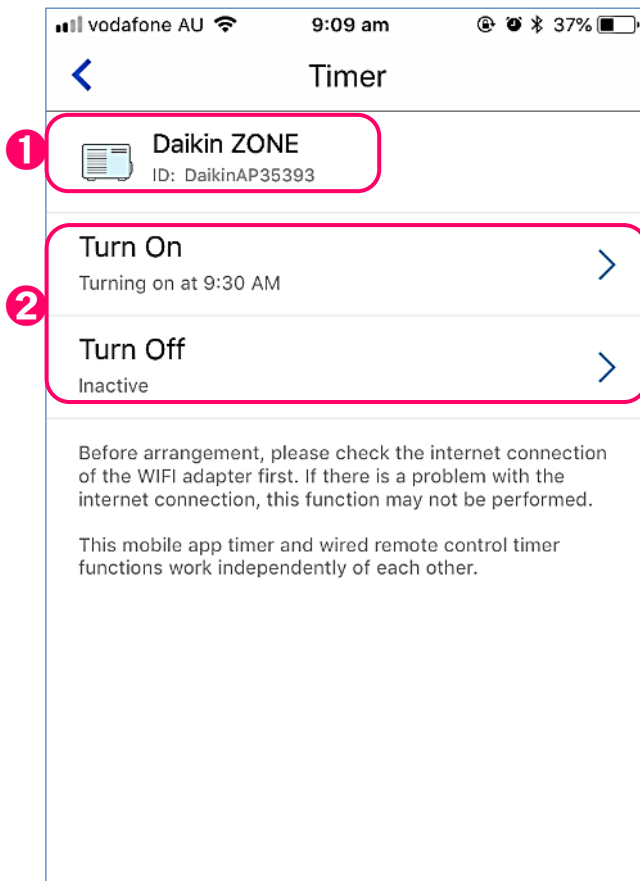 vodafone AU 9:09 am 37%
Timer
1
Daikin ZONE
ID: DaikinAP35393
2
Turn On
Turning on at 9:30 AM
Turn Off
Inactive
Before arrangement, please check the internet connection
of the WIFI adapter first. If there is a problem with the
internet connection, this function may not be performed.
This mobile app timer and wired remote control timer
functions work independently of each other.